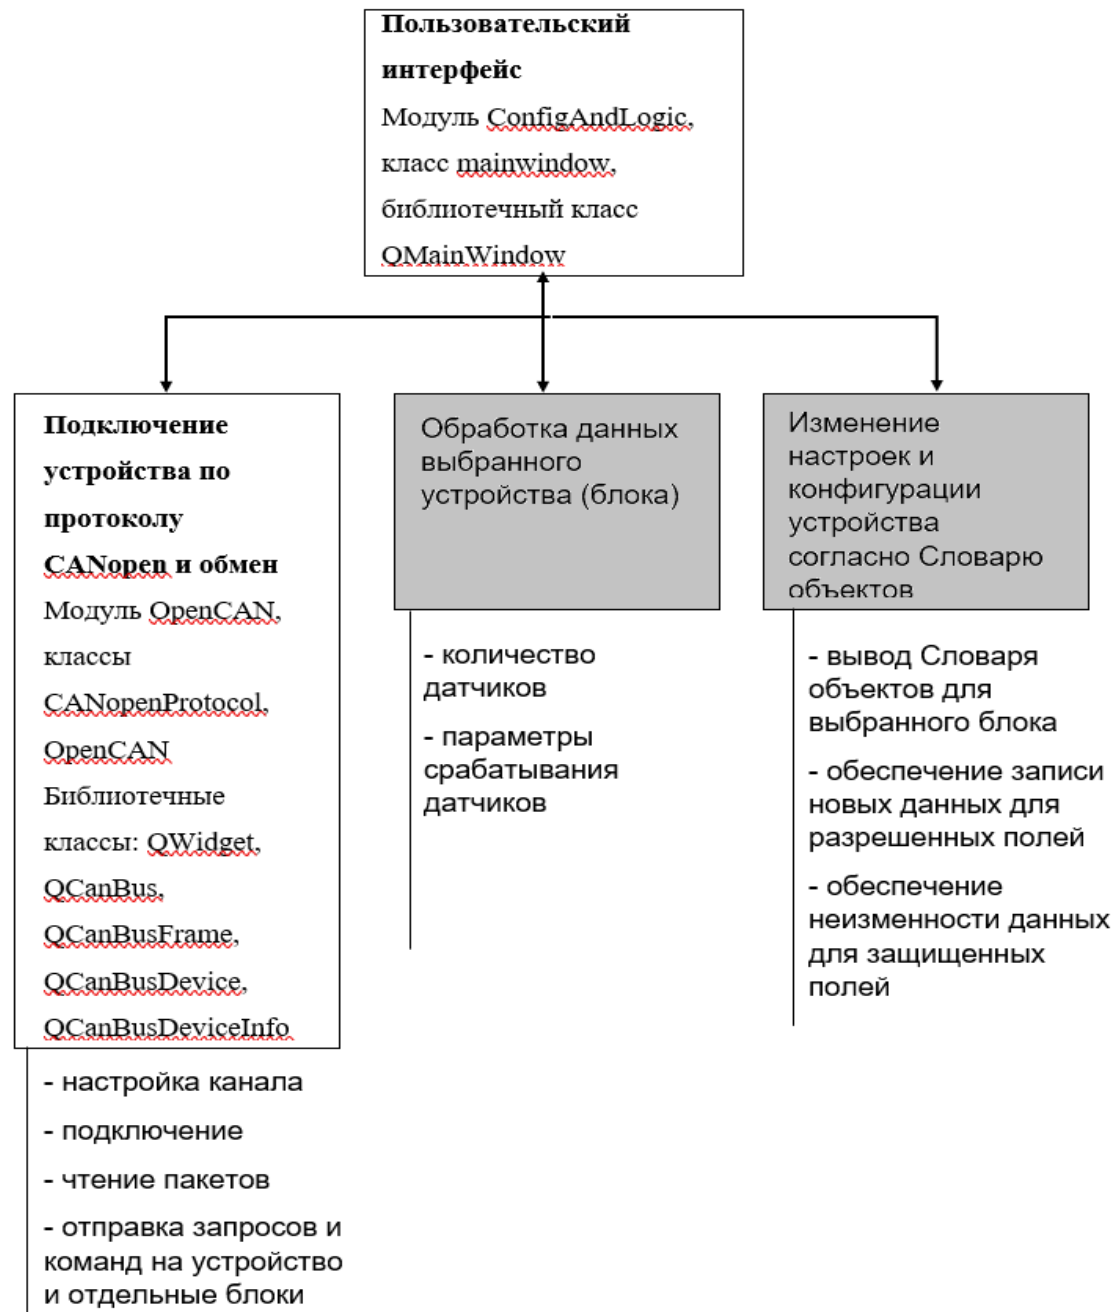 Пользовательский
интерфейс
Модуль ConfigAndLogic,
класс mainwindow,
библиотечный класс
QMainWindow
Подключение
устройства по
протоколу
CANopen и обмен
Модуль OpenCAN,
классы
CANopenProtocol,
OpenCAN
Библиотечные
классы: QWidget,
QCanBus,
QCanBusFrame,
QCanBusDevice,
QCanBusDeviceInfo
- настройка канала
- подключение
- чтение пакетов
- отправка запросов и
команд на устройство
и отдельные блоки
Обработка данных
выбранного
устройства (блока)
- количество
датчиков
- параметры
срабатывания
датчиков
Изменение
настроек и
конфигурации
устройства
согласно Словарю
объектов
- вывод Словаря
объектов для
выбранного блока
- обеспечение записи
новых данных для
разрешенных полей
- обеспечение
неизменности данных
для защищенных
полей